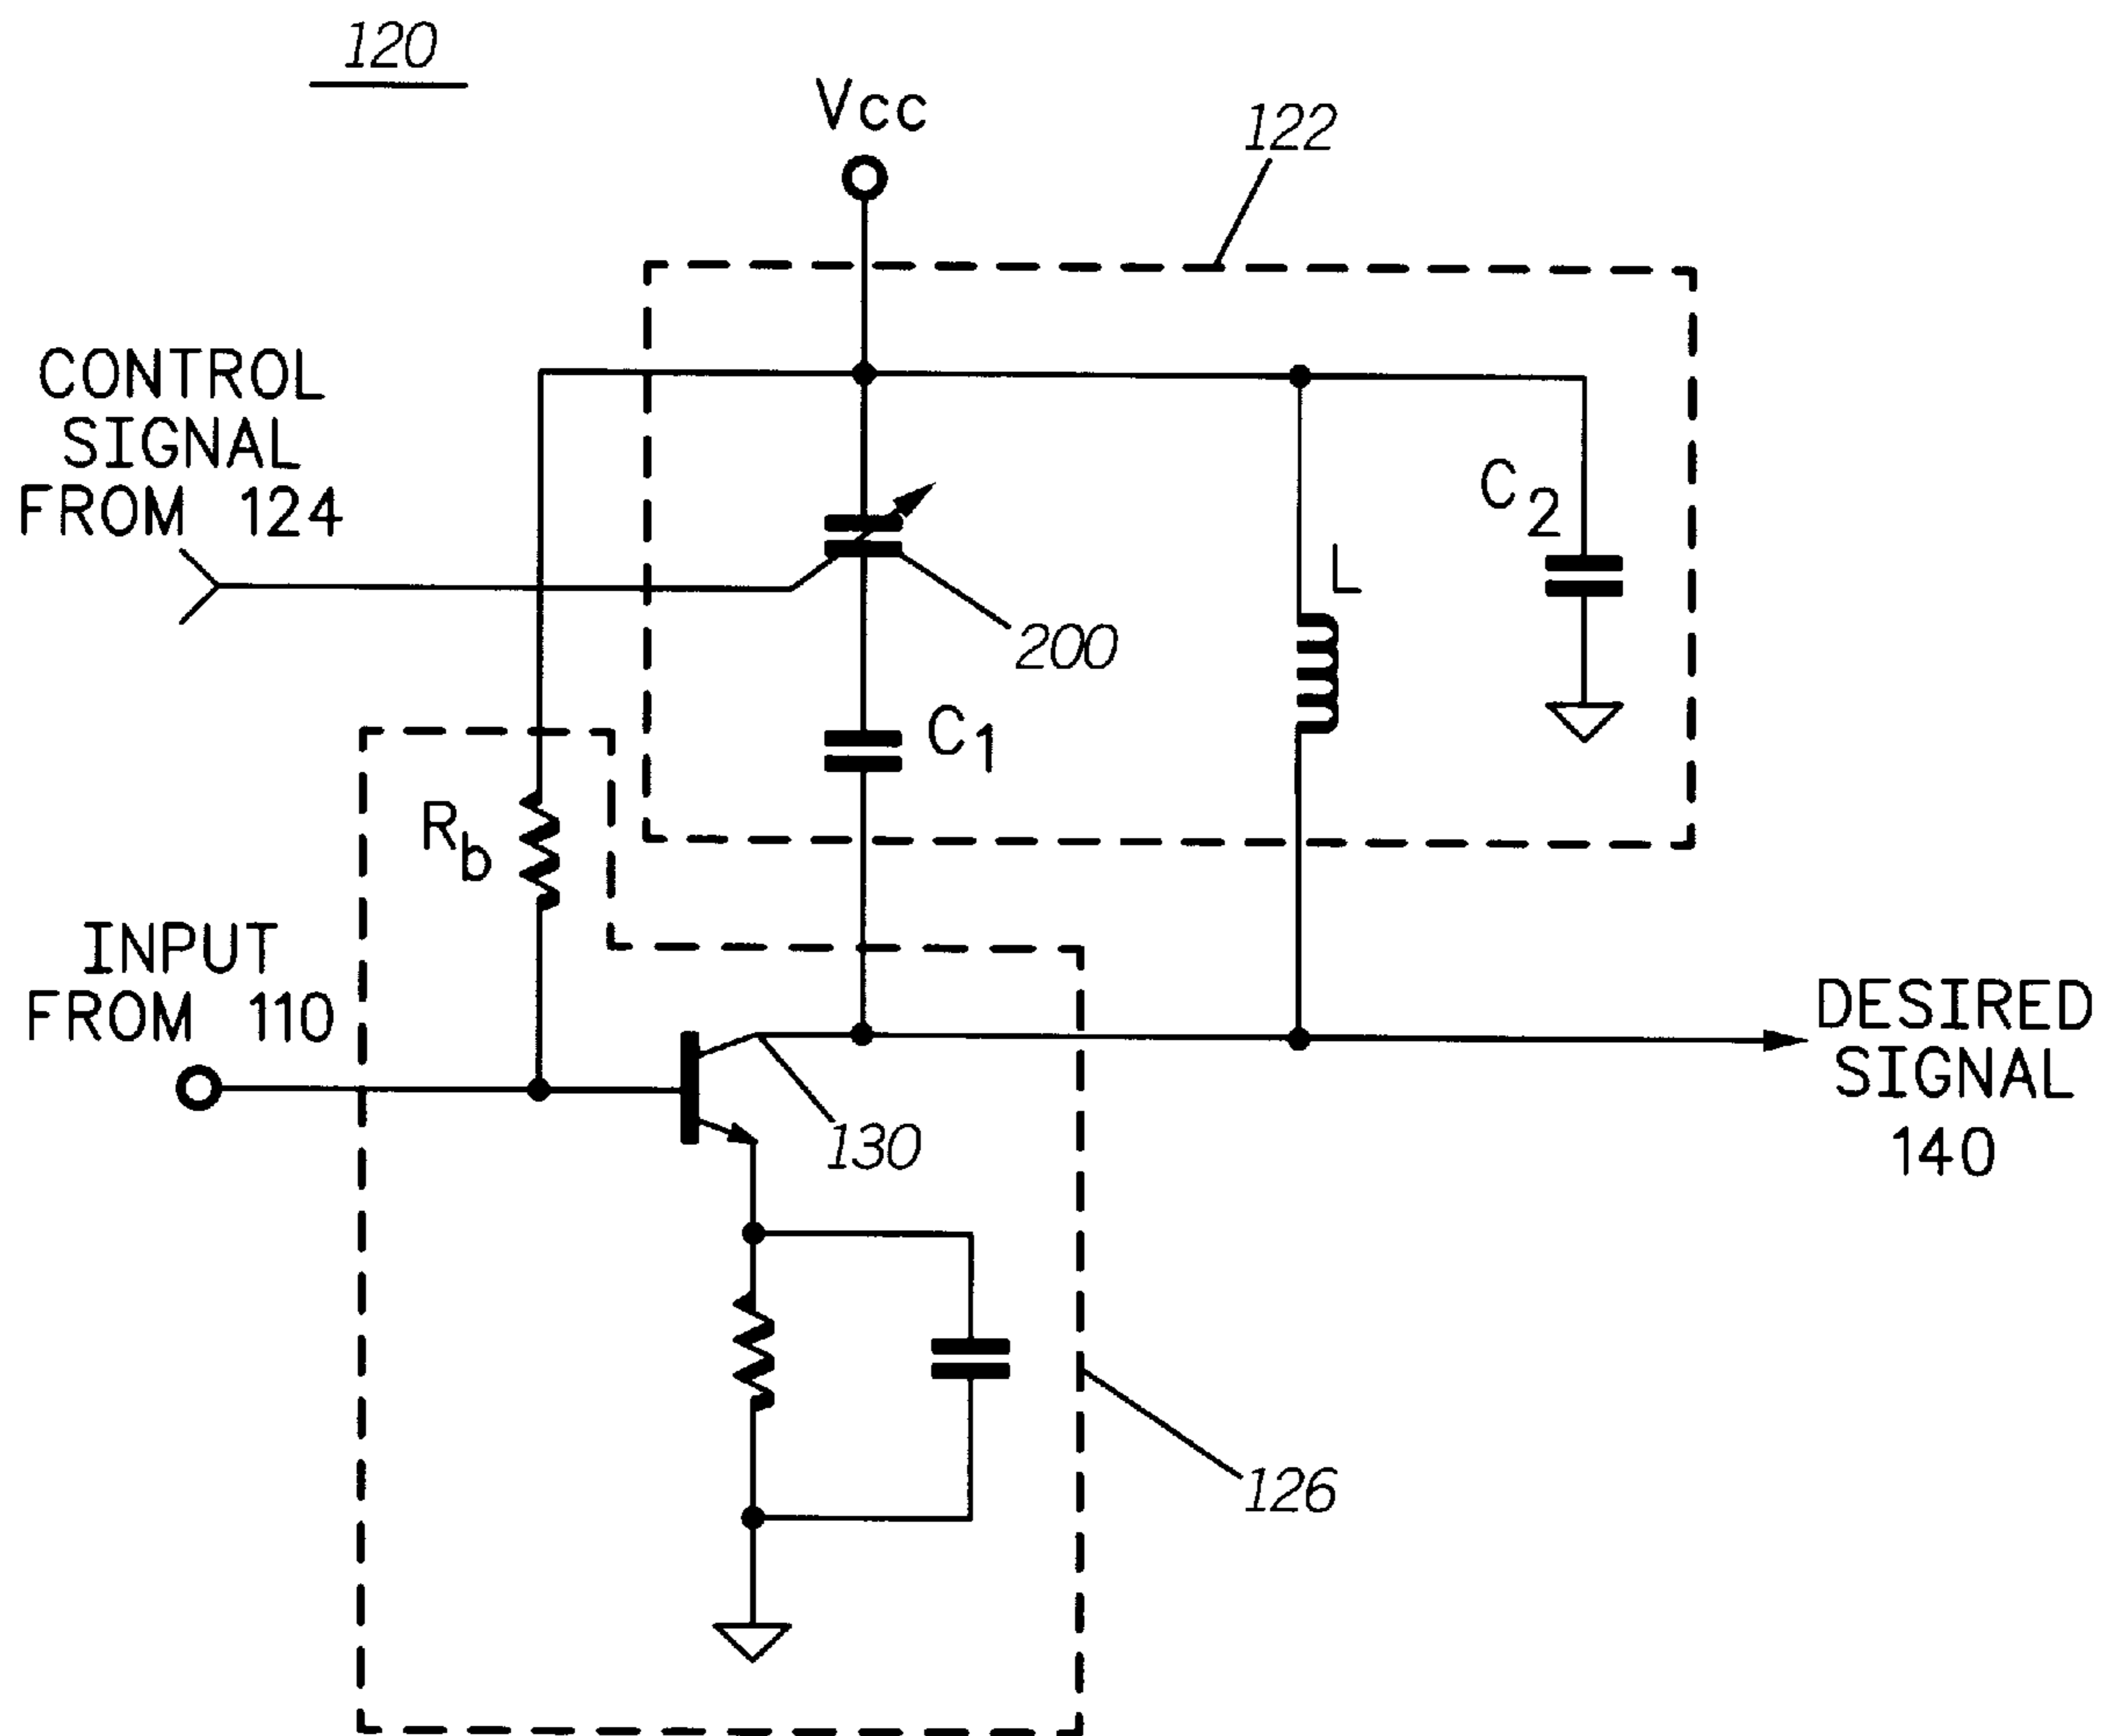 120
Vcc
122
CONTROL
SIGNAL
FROM 124
C2
L
200
C1
Rb
INPUT
FROM 110
DESIRED
SIGNAL
140
130
126